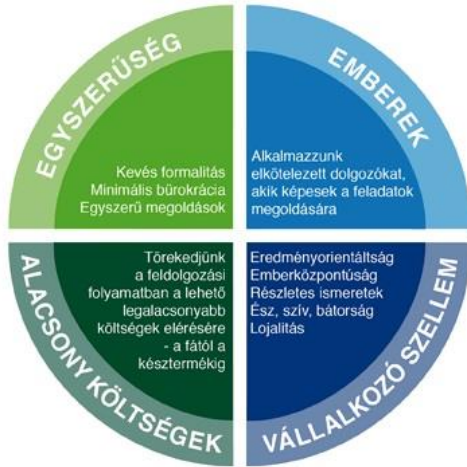 EGYSZERŰSÉG
Kevés formalitás
Minimális bürokrácia
Egyszerű megoldások
EMBEREK
Alkalmazzunk
elkötelezett dolgozókat,
akik képesek a feladatok
megoldására
ALACSONY KÖLTSÉGEK
Törekedjünk
a feldolgozási
folyamatban a lehető
legalacsonyabb
költségek elérésére
- a fától a
késztermékig
VÁLLALKOZÓ SZELLEM
Eredményorientáltság
Emberközpontúság
Részletes ismeretek
Ész, szív, bátorság
Lojalitás